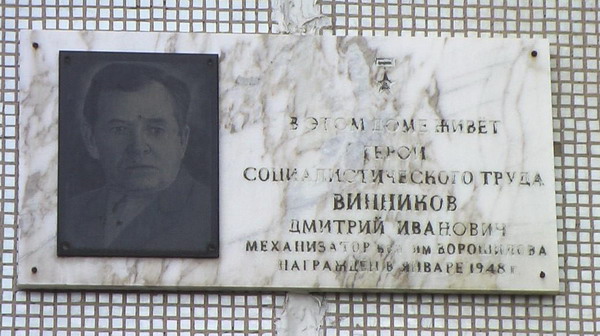 В ЭТОМ ДОМЕ ЖИВЕТ
ГЕРОЙ
СОЦИАЛИСТИЧЕСКОГО ТРУДА
ВИННИКОВ
ДМИТРИЙ ИВАНОВИЧ
МЕХАНИЗАТОР ИМ ВОРОШИЛОВА
НАГРАЖДЕН В ЯНВАРЕ 1948 Г